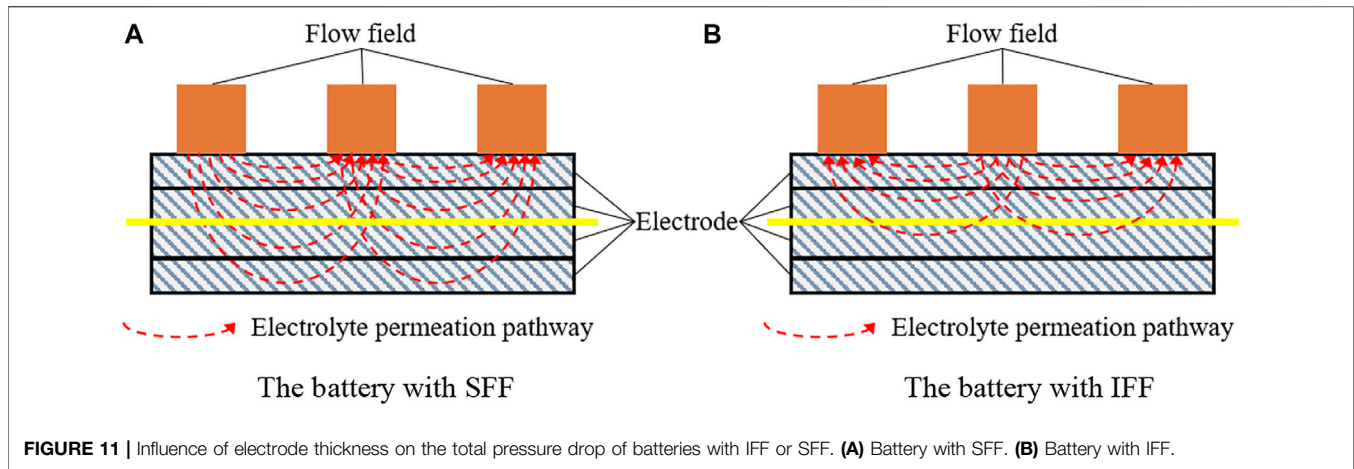 A
Flow field
B
Flow field
Electrode
Electrolyte permeation pathway
Electrolyte permeation pathway
The battery with SFF
The battery with IFF
FIGURE 11 | Influence of electrode thickness on the total pressure drop of batteries with IFF or SFF. (A) Battery with SFF. (B) Battery with IFF.